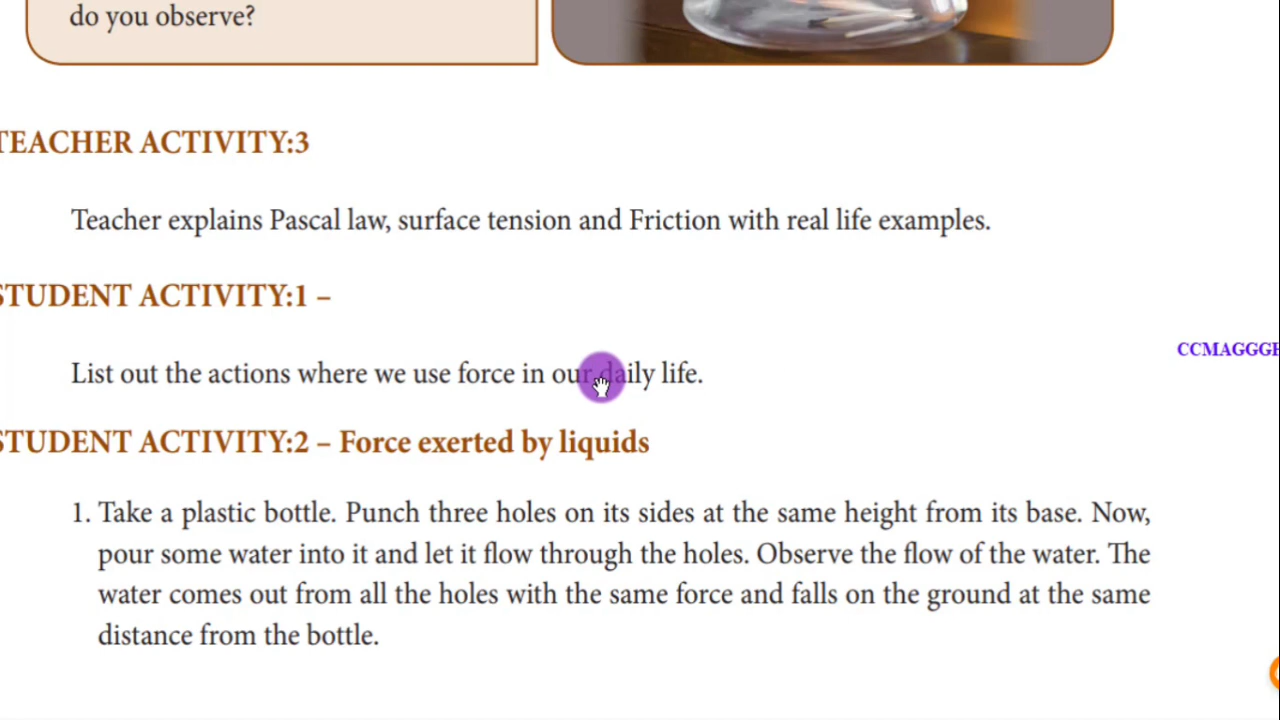 do you observe?
TEACHER ACTIVITY:3
Teacher explains Pascal law, surface tension and Friction with real life examples.
STUDENT ACTIVITY:1 –
List out the actions where we use force in our daily life.
CCMAGGGE
STUDENT ACTIVITY:2 – Force exerted by liquids
1. Take a plastic bottle. Punch three holes on its sides at the same height from its base. Now,
pour some water into it and let it flow through the holes. Observe the flow of the water. The
water comes out from all the holes with the same force and falls on the ground at the same
distance from the bottle.